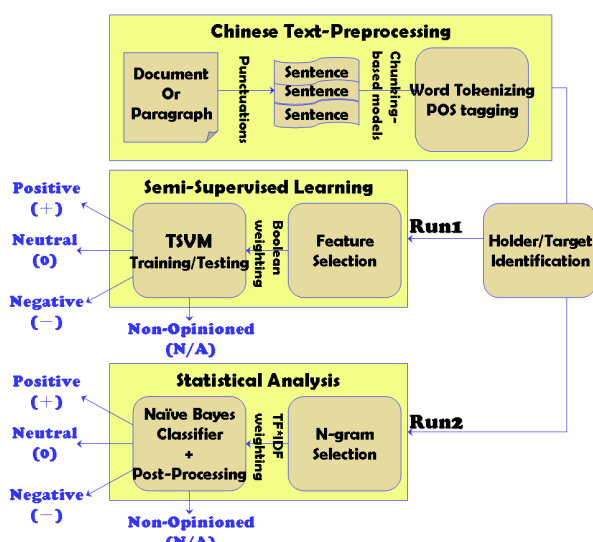 Chinese Text-Preprocessing
Document
Or
Paragraph
Punctuations
Sentence
Sentence
Sentence
Chunking-
based models
Word Tokenizing
POS tagging
Holder/Target
Identification
Run1
Semi-Supervised Learning
Feature
Selection
Boolean
weighting
TSVM
Training/Testing
Positive
(+)
Neutral
(0)
Negative
(−)
Non-Opinioned
(N/A)
Run2
Statistical Analysis
N-gram
Selection
TF*IDF
weighting
Naïve Bayes
Classifier
+
Post-Processing
Positive
(+)
Neutral
(0)
Negative
(−)
Non-Opinioned
(N/A)